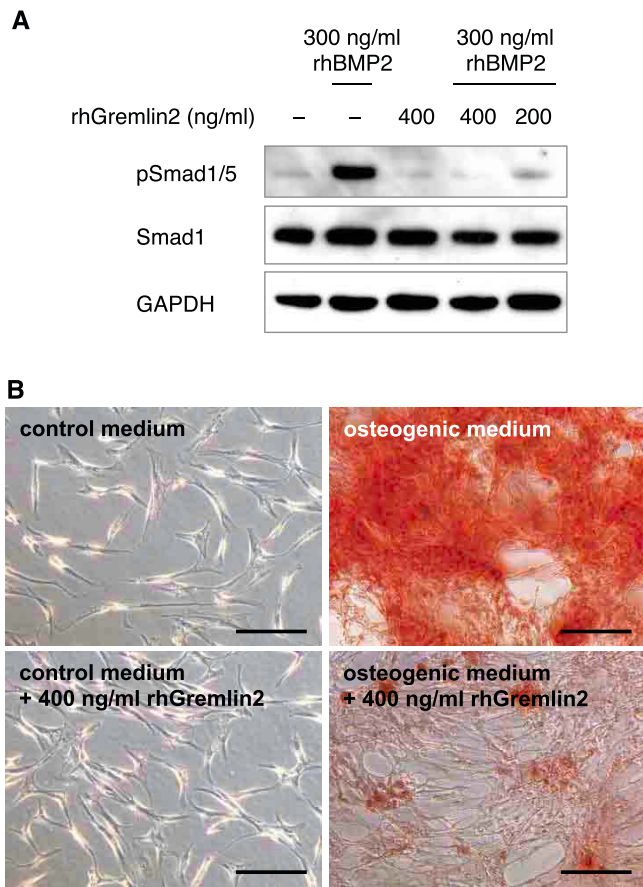 A
300 ng/ml 300 ng/ml
rhBMP2 rhBMP2
rhGremlin2 (ng/ml) – – 400 400 200
pSmad1/5
Smad1
GAPDH
B
control medium
osteogenic medium
control medium
+ 400 ng/ml rhGremlin2
osteogenic medium
+ 400 ng/ml rhGremlin2